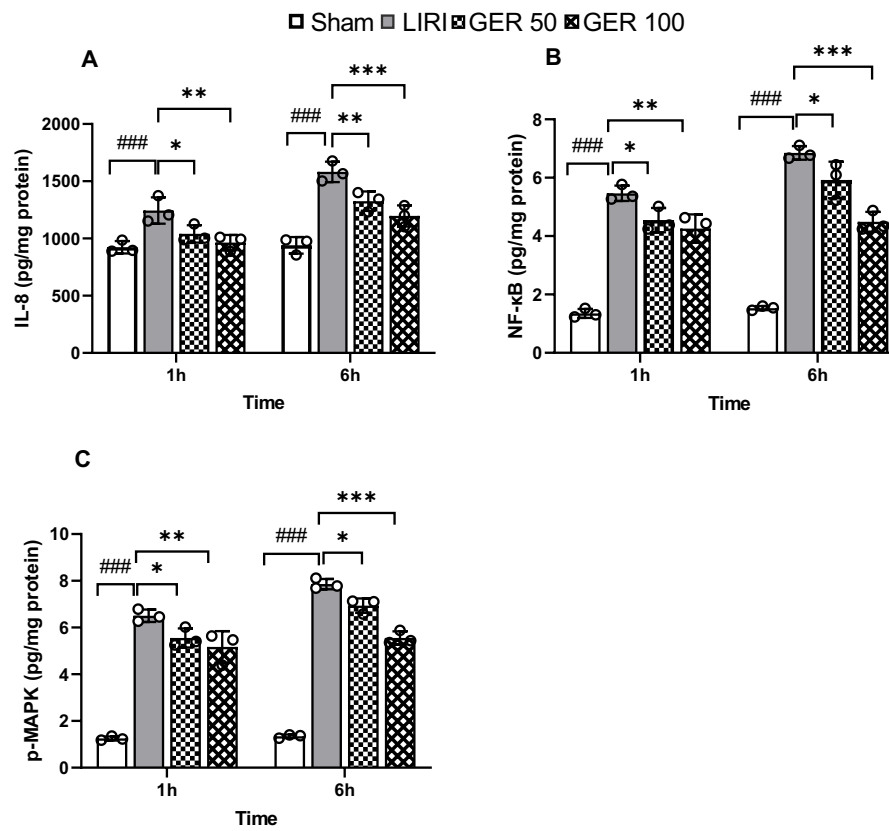 Sham LIRI GER 50 GER 100
A
IL-8 (pg/mg protein)
2000
1500
1000
500
0
### * **
### ** ***
1h 6h
Time
B
NF-κB (pg/mg protein)
8
6
4
2
0
### * **
### * ***
1h 6h
Time
C
p-MAPK (pg/mg protein)
10
8
6
4
2
0
### * **
### * ***
1h 6h
Time